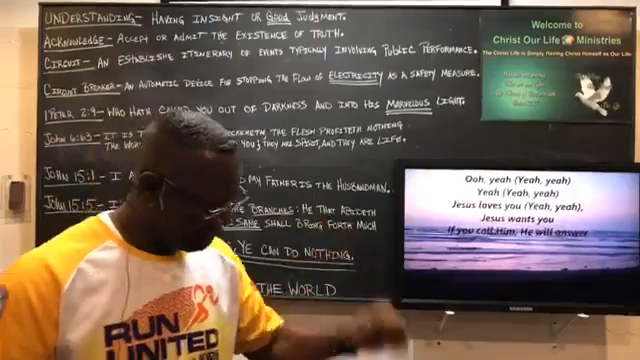 UNDERSTANDING- HAVING INSIGHT OR GOOD JUDGMENT.
ACKNOWLEDGE- ACCEPT OR ADMIT THE EXISTENCE OF TRUTH.
CIRCUIT- AN ESTABLISHE ITINERARY OF EVENTS TYPICALLY INVOLVING PUBLIC PERFORMANCE.
CIRCUIT BREAKER- AN AUTOMATIC DEVICE FOR STOPPING THE FLOW OF ELECTRICITY AS A SAFETY MEASURE.
1 PETER 2:9- WHO HATH CALLED YOU OUT OF DARKNESS AND INTO HIS MARVELOUS LIGHT.
JOHN 6:63- IT IS THE FLESH PROFITETH NOTHING
THE YOU; THEY ARE SPIRIT, AND THEY ARE LIFE.
JOHN 15:1- I MY FATHER IS THE HUSBANDMAN.
JOHN 15:5- I BRANCHES: HE THAT ABIDETH
SAME SHALL BRING FORTH MUCH
YE CAN DO NOTHING.
THE WORLD
Welcome to
Christ Our Life Ministries
The Christ Life is Simply Having Christ Himself as Our Life
Ooh, yeah (Yeah, yeah)
Yeah (Yeah, yeah)
Jesus loves you (Yeah, yeah),
Jesus wants you
If you call Him, He will answer
SAMSUNG
RUN
UNITED